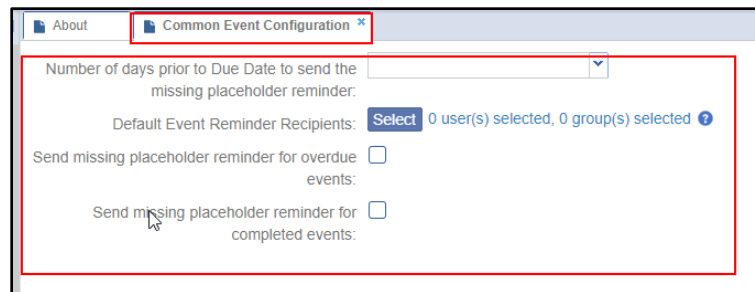 About
Common Event Configuration
Number of days prior to Due Date to send the
missing placeholder reminder:
Default Event Reminder Recipients:
Select 0 user(s) selected, 0 group(s) selected ?
Send missing placeholder reminder for overdue
events:
Send missing placeholder reminder for
completed events: